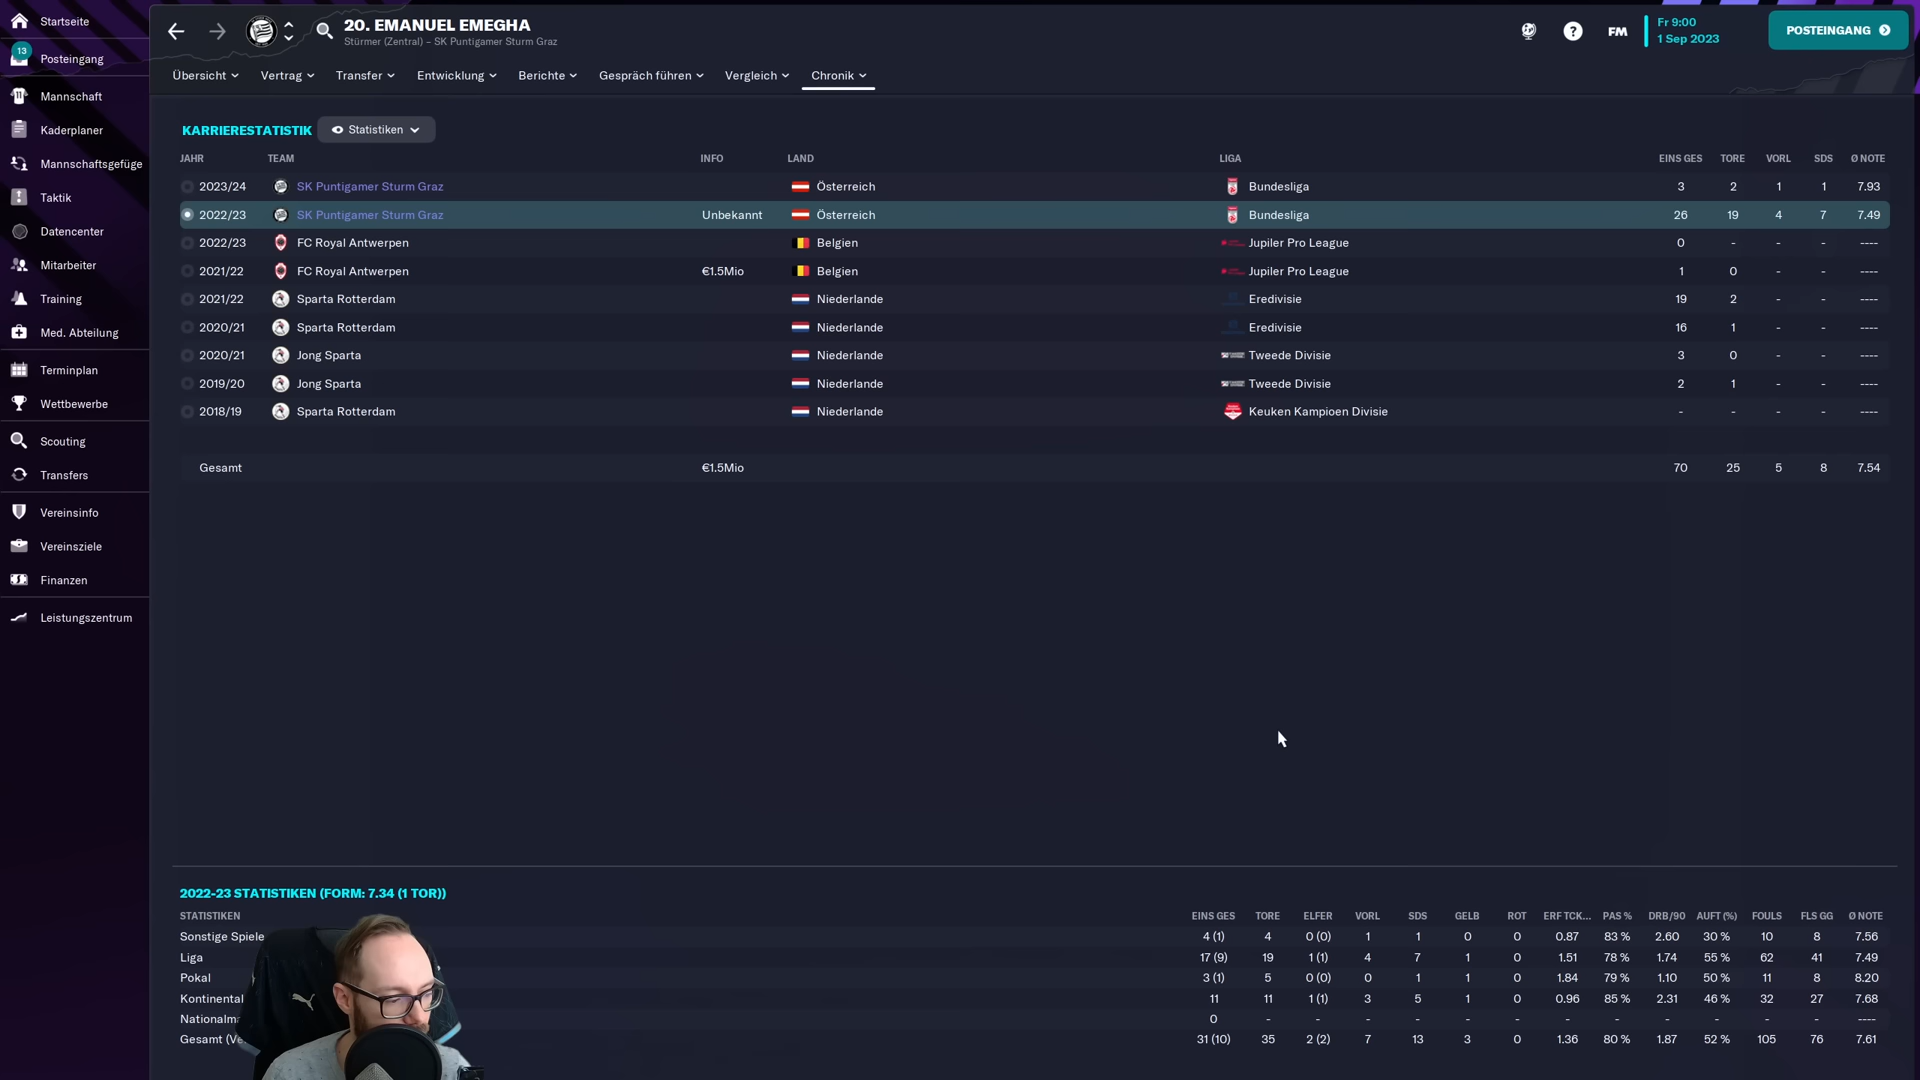 Startseite
13
Posteingang
Mannschaft
Kaderplaner
Mannschaftsgefüge
Taktik
Datencenter
Mitarbeiter
Training
Med. Abteilung
Terminplan
Wettbewerbe
Scouting
Transfers
Vereinsinfo
Vereinsziele
Finanzen
Leistungszentrum
20. EMANUEL EMEGHA
Stürmer (Zentral) – SK Puntigamer Sturm Graz
FM
Fr 9:00
1 Sep 2023
POSTEINGANG
Übersicht Vertrag Transfer Entwicklung Berichte Gespräch führen Vergleich Chronik
KARRIERESTATISTIK Statistiken
JAHR TEAM INFO LAND LIGA EINS GES TORE VORL SDS Ø NOTE
2023/24 SK Puntigamer Sturm Graz Österreich Bundesliga 3 2 1 1 7.93
2022/23 SK Puntigamer Sturm Graz Unbekannt Österreich Bundesliga 26 19 4 7 7.49
2022/23 FC Royal Antwerpen Belgien Jupiler Pro League 0 - - - ----
2021/22 FC Royal Antwerpen €1.5Mio Belgien Jupiler Pro League 1 0 - - ----
2021/22 Sparta Rotterdam Niederlande Eredivisie 19 2 - - ----
2020/21 Sparta Rotterdam Niederlande Eredivisie 16 1 - - ----
2020/21 Jong Sparta Niederlande Tweede Divisie 3 0 - - ----
2019/20 Jong Sparta Niederlande Tweede Divisie 2 1 - - ----
2018/19 Sparta Rotterdam Niederlande Keuken Kampioen Divisie - - - - ----
Gesamt €1.5Mio 70 25 5 8 7.54
2022-23 STATISTIKEN (FORM: 7.34 (1 TOR))
STATISTIKEN EINS GES TORE ELFER VORL SDS GELB ROT ERF TCK... PAS % DRB/90 AUFT (%) FOULS FLS GG Ø NOTE
Sonstige Spiele 4 (1) 4 0 (0) 1 1 0 0 0.87 83 % 2.60 30 % 10 8 7.56
Liga 17 (9) 19 1 (1) 4 7 1 0 1.51 78 % 1.74 55 % 62 41 7.49
Pokal 3 (1) 5 0 (0) 0 1 1 0 1.84 79 % 1.10 50 % 11 8 8.20
Kontinental 11 11 1 (1) 3 5 1 0 0.96 85 % 2.31 46 % 32 27 7.68
Nationalm 0 - - - - - - - - - - - - ----
Gesamt (Ve 31 (10) 35 2 (2) 7 13 3 0 1.36 80 % 1.87 52 % 105 76 7.61